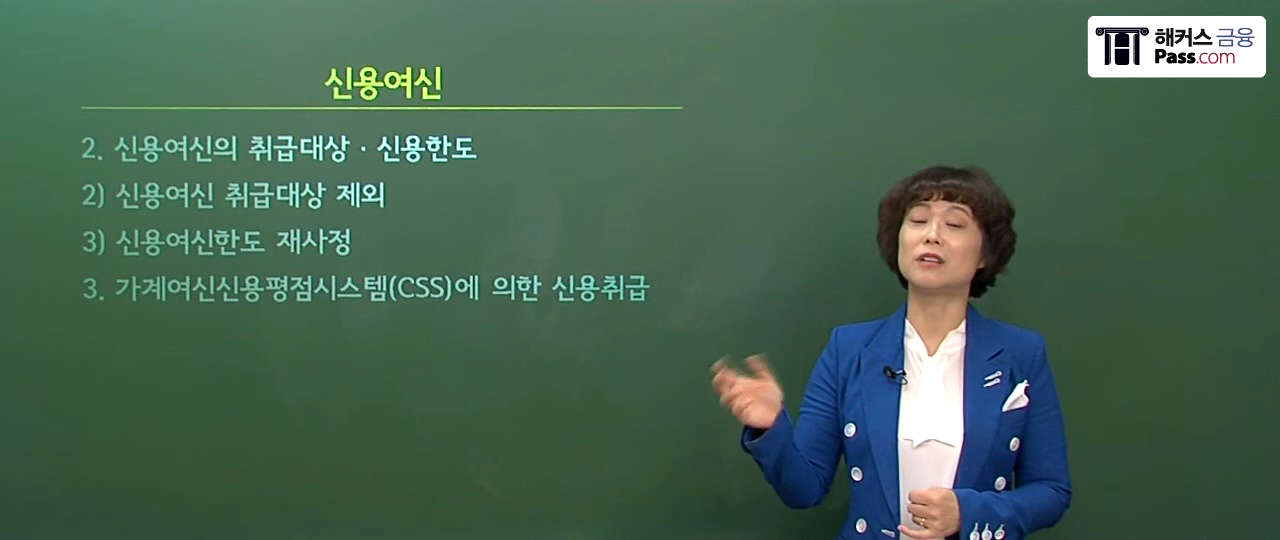 해커스 금융
Pass.com
신용여신
2. 신용여신의 취급대상 · 신용한도
2) 신용여신 취급대상 제외
3) 신용여신한도 재사정
3. 가계여신신용평점시스템(CSS)에 의한 신용취급